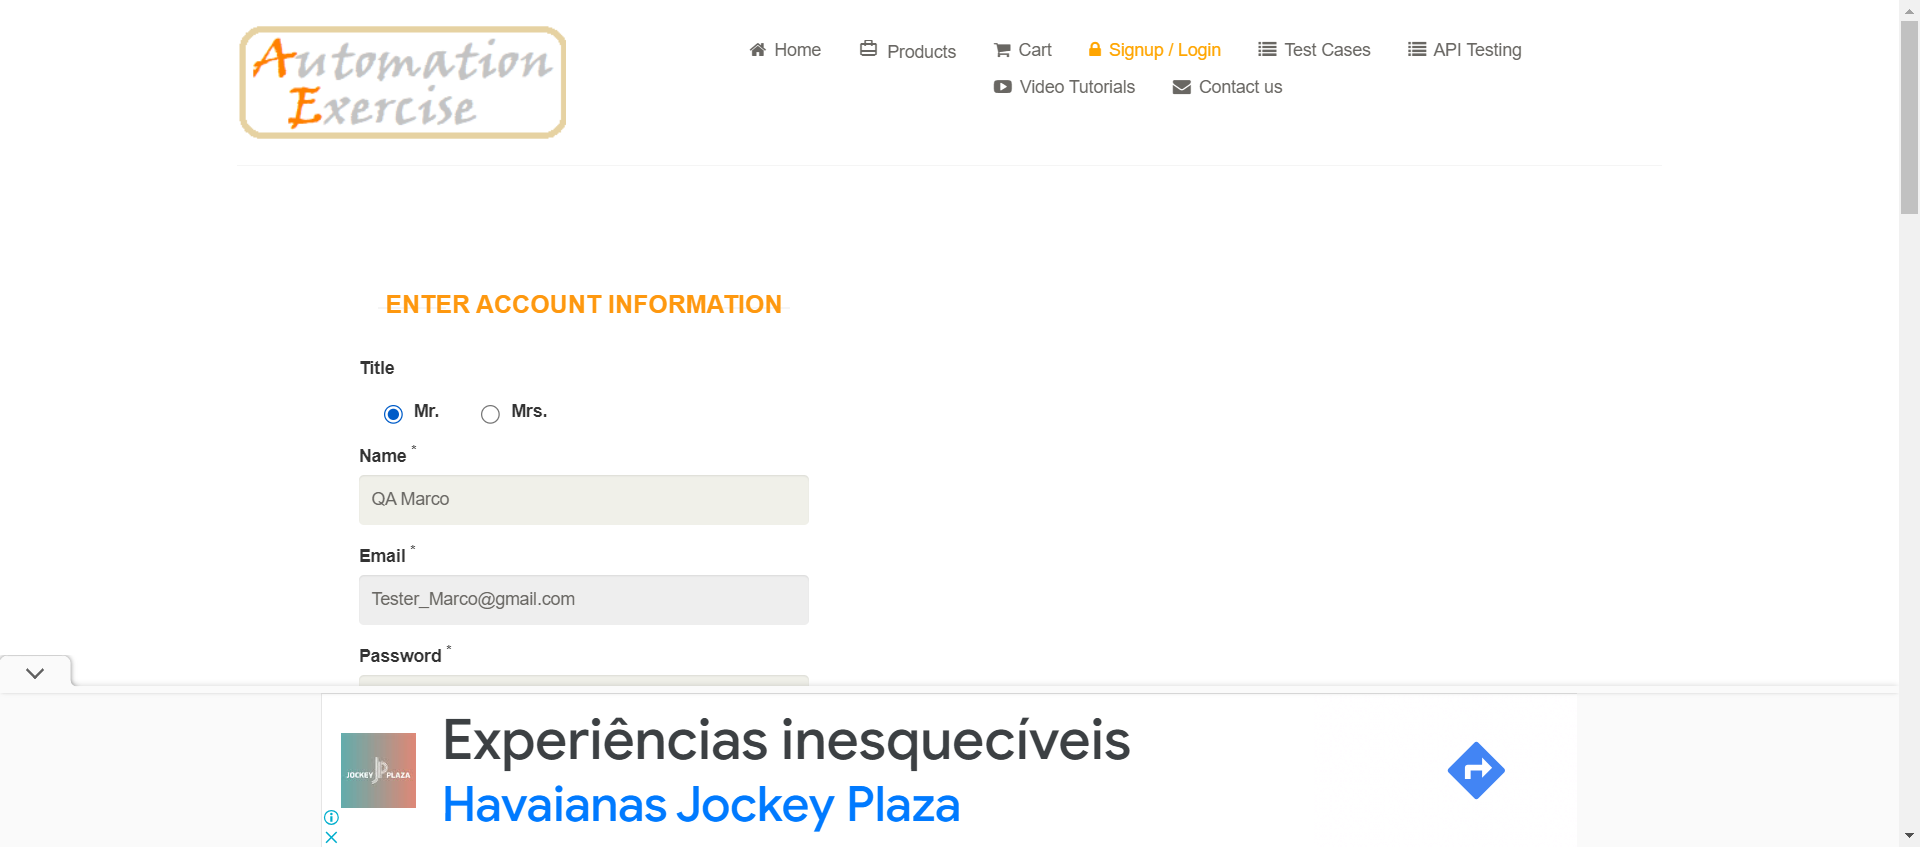 Automation
Exercise
Home
Products
Cart
Signup / Login
Test Cases
API Testing
Video Tutorials
Contact us
ENTER ACCOUNT INFORMATION
Title
Mr.
Mrs.
Name *
QA Marco
Email *
Tester_Marco@gmail.com
Password *
JOCKEY JP PLAZA
Experiências inesquecíveis
Havaianas Jockey Plaza